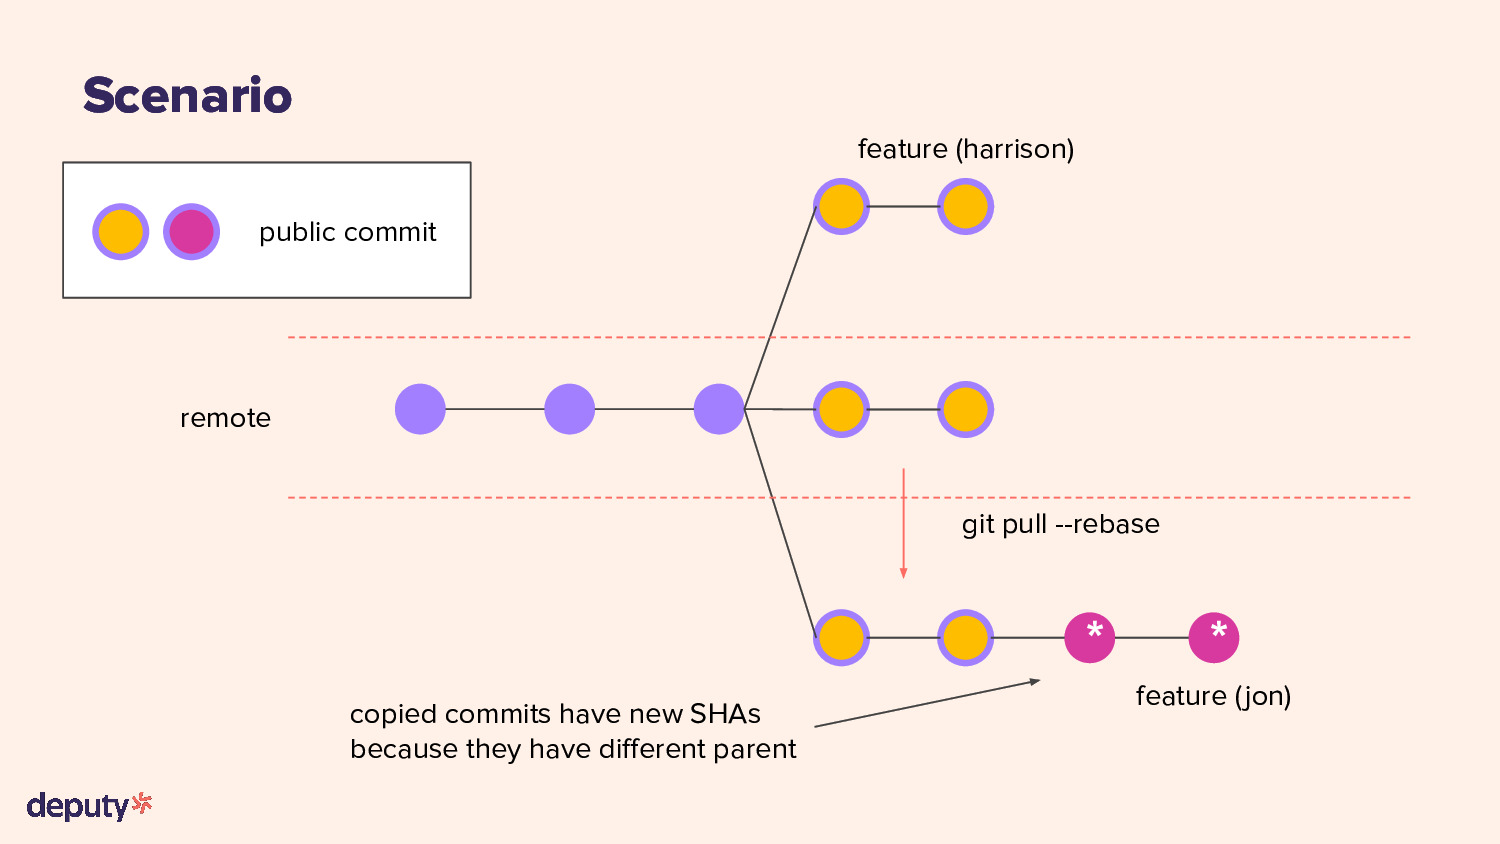 Scenario
public commit
feature (harrison)
remote
git pull --rebase
* *
feature (jon)
copied commits have new SHAs
because they have different parent
deputy